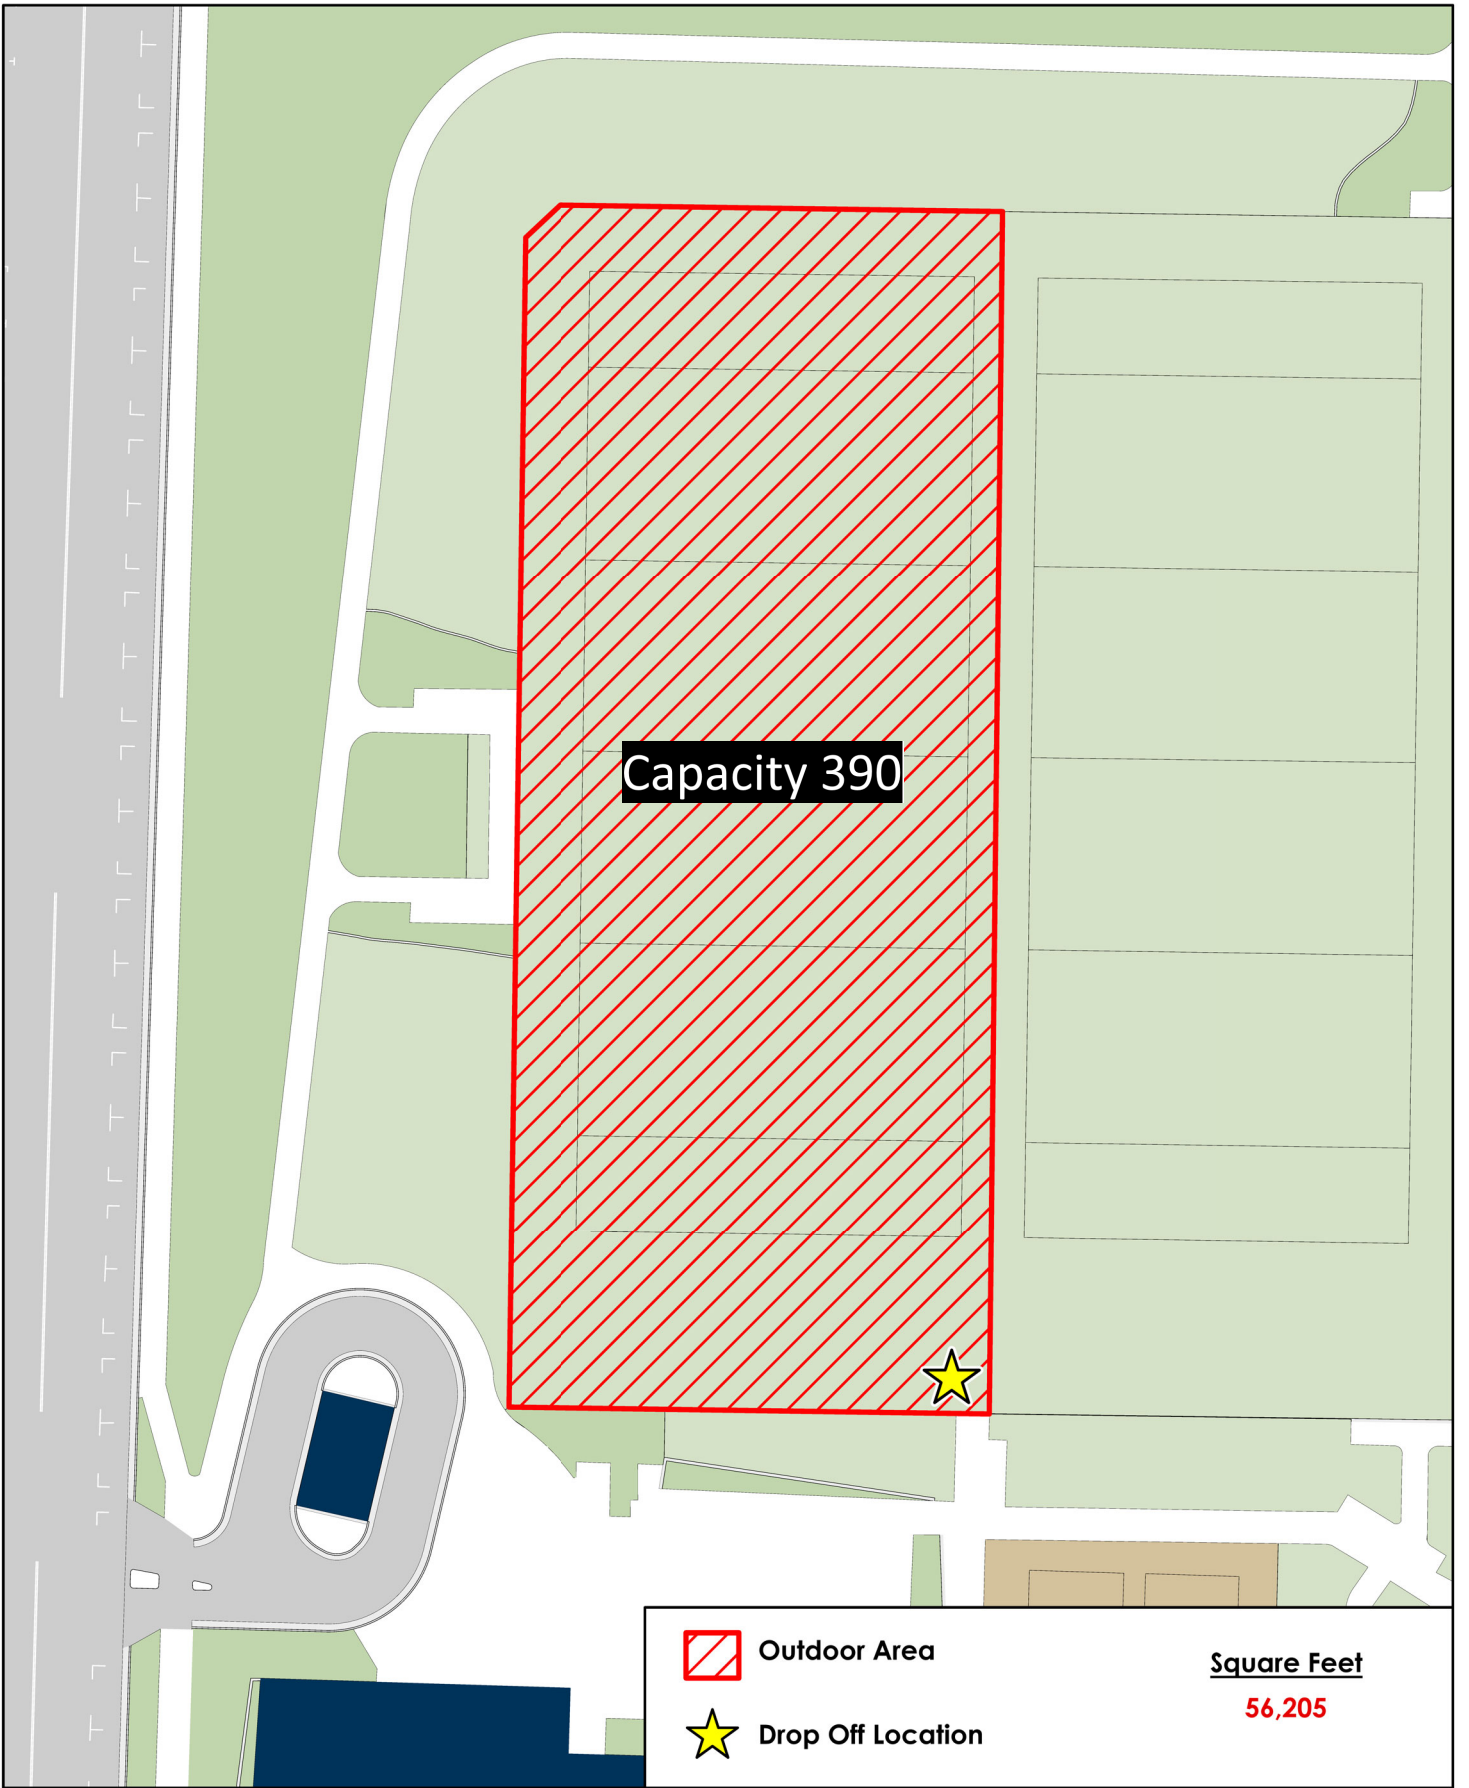 Capacity 390
Outdoor Area
Square Feet
56,205
Drop Off Location